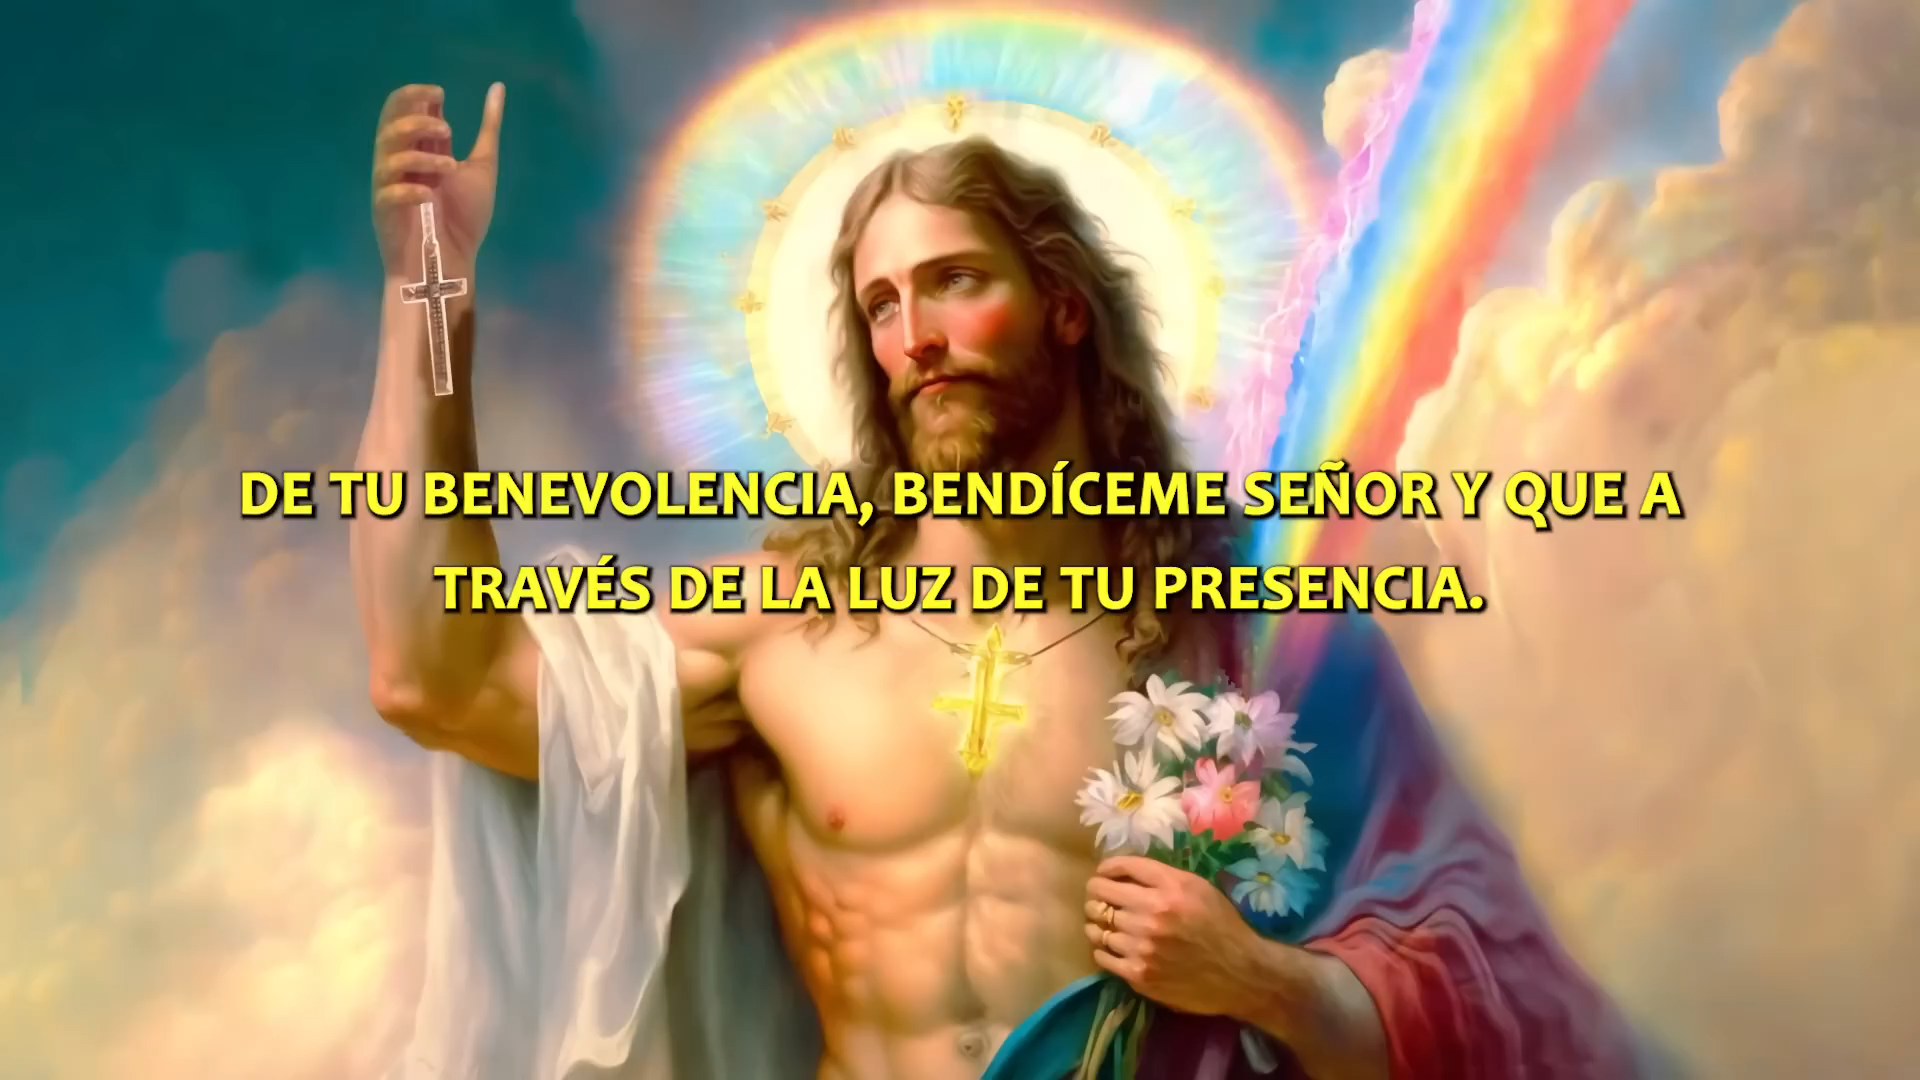 DE TU BENEVOLENCIA, BENDÍCEME SEÑOR Y QUE A
TRAVÉS DE LA LUZ DE TU PRESENCIA.